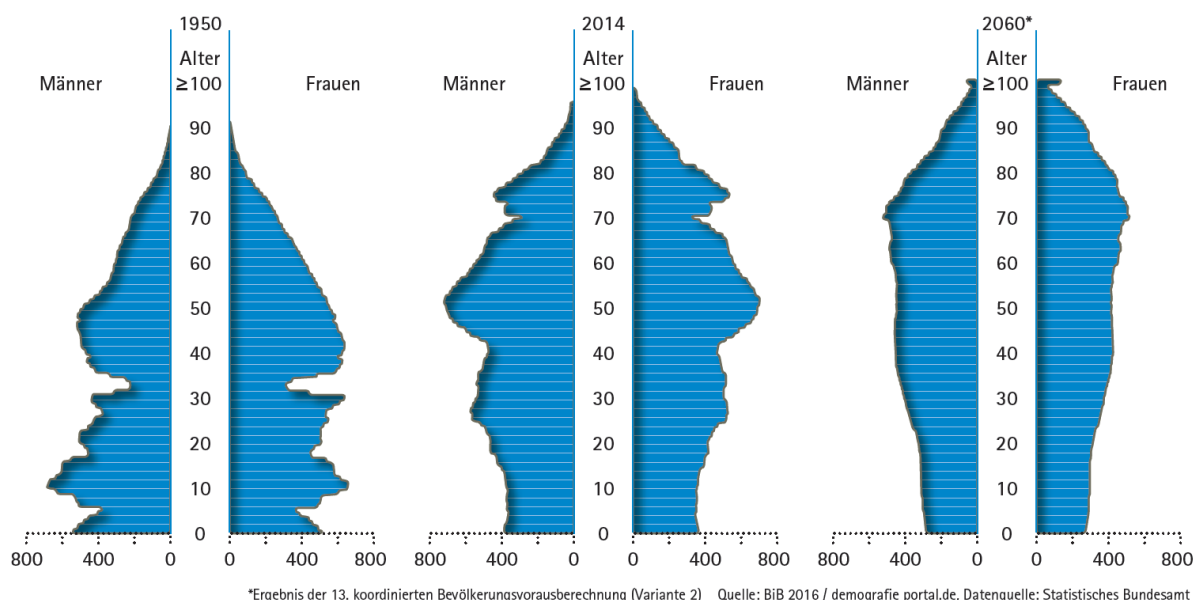 1950 2014 2060*
Alter Alter Alter
Männer ≥100 Frauen Männer ≥100 Frauen Männer ≥100 Frauen
90 90 90
80 80 80
70 70 70
60 60 60
50 50 50
40 40 40
30 30 30
20 20 20
10 10 10
0 0 0
800 400 0 0 400 800 800 400 0 0 400 800 800 400 0 0 400 800
*Ergebnis der 13. koordinierten Bevölkerungsvorausberechnung (Variante 2) Quelle: BiB 2016 / demografie portal.de, Datenquelle: Statistisches Bundesamt